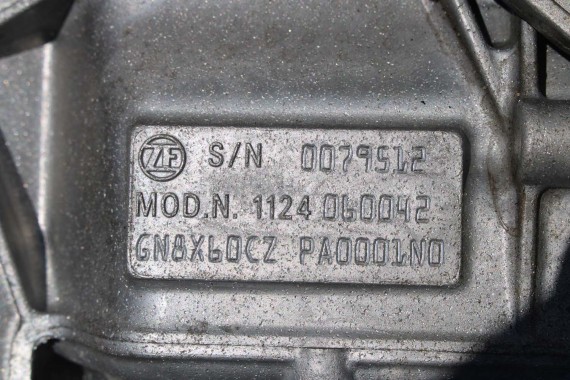 ZF S/N 0079512
MOD.N. 1124 060042
GN8X60CZ PA0001N0